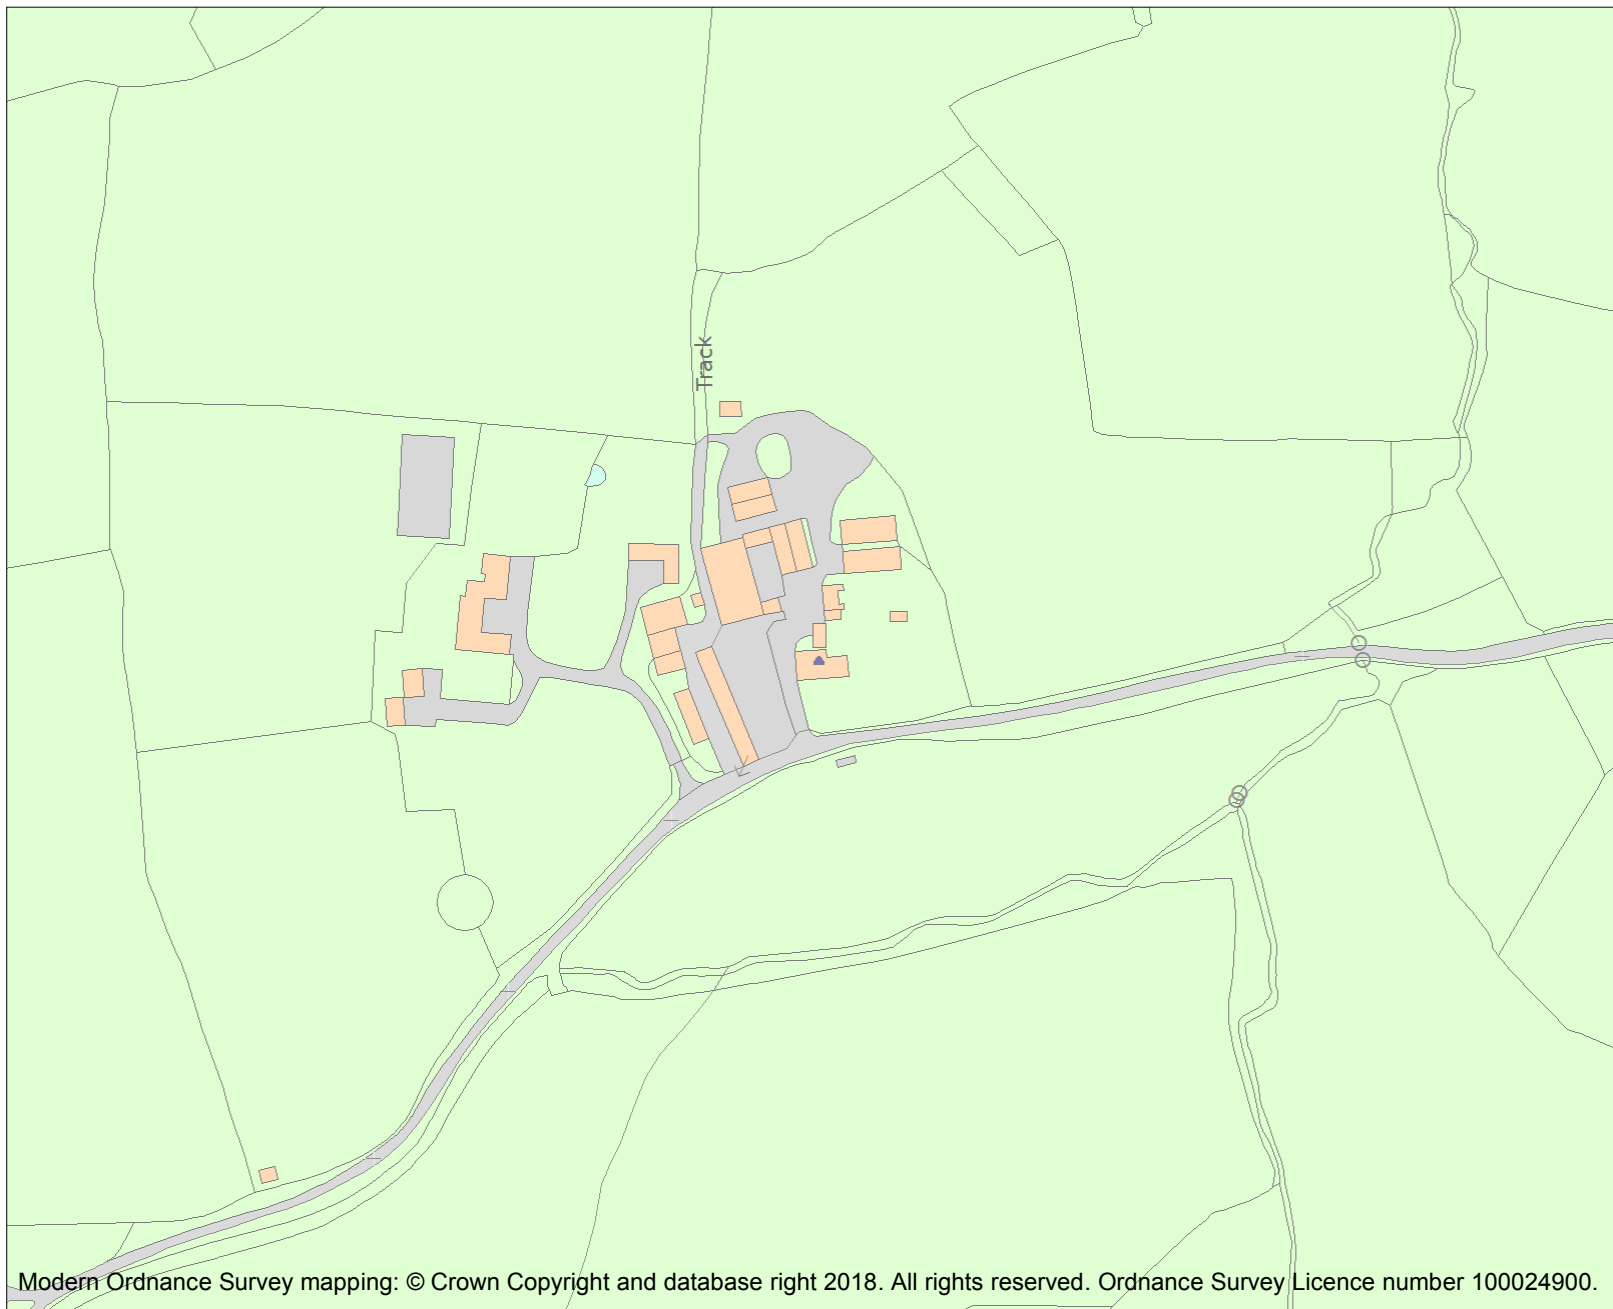 Track
Modern Ordnance Survey mapping: © Crown Copyright and database right 2018. All rights reserved. Ordnance Survey Licence number 100024900.